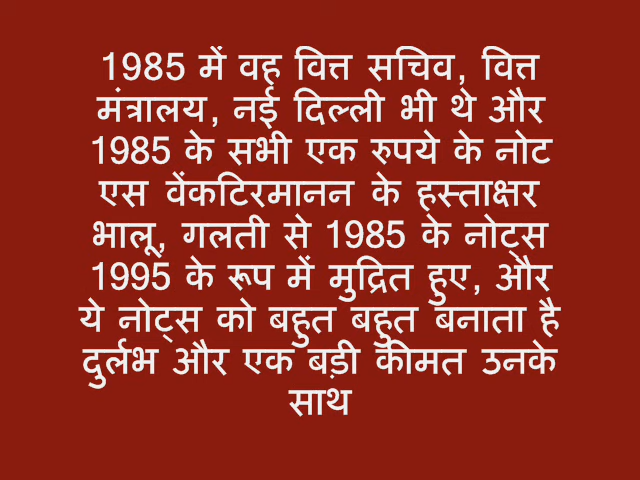 1985 में वह वित्त सचिव, वित्त
मंत्रालय, नई दिल्ली भी थे और
1985 के सभी एक रुपये के नोट
एस वेंकटिरमानन के हस्ताक्षर
भालू, गलती से 1985 के नोट्स
1995 के रूप में मुद्रित हुए, और
ये नोट्स को बहुत बहुत बनाता है
दुर्लभ और एक बड़ी कीमत उनके
साथ